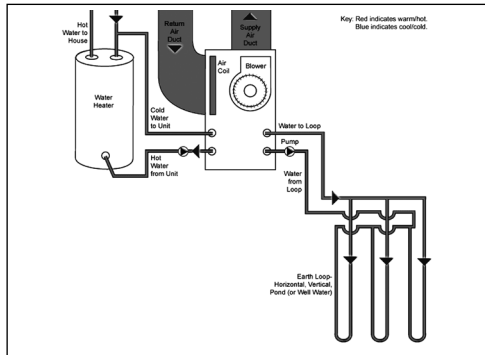 Hot
Water to
House
Return
Air
Duct
Supply
Air
Duct
Key: Red indicates warm/hot.
Blue indicates cool/cold.
Air
Coil
Blower
Water
Heater
Cold
Water
to Unit
Water to Loop
Hot
Water
from Unit
Pump
Water
from
Loop
Earth Loop-
Horizontal, Vertical,
Pond (or Well Water)